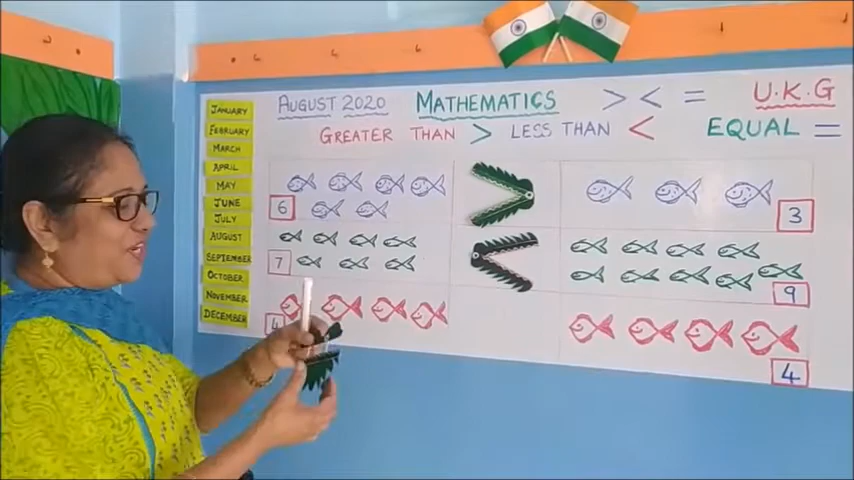 AUGUST 2020 MATHEMATICS > < = U.K.G
GREATER THAN > LESS THAN < EQUAL =
JANUARY
FEBRUARY
MARCH
APRIL
MAY
JUNE
JULY
AUGUST
SEPTEMBER
OCTOBER
NOVEMBER
DECEMBER
6 3
7 9
4 4